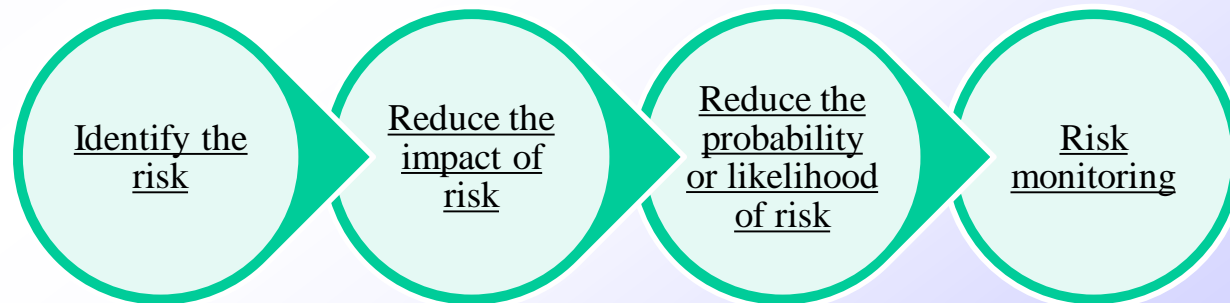 Identify the
risk
Reduce the
impact of
risk
Reduce the
probability
or likelihood
of risk
Risk
monitoring